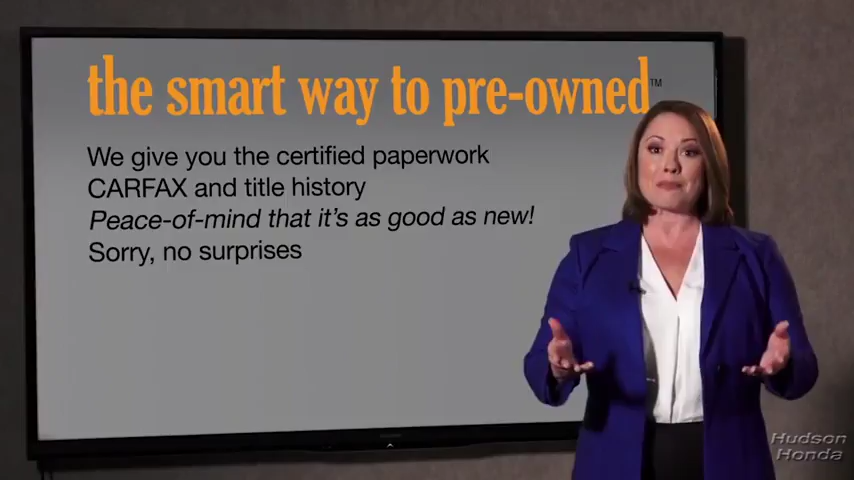 the smart way to pre-owned™
We give you the certified paperwork
CARFAX and title history
Peace-of-mind that it's as good as new!
Sorry, no surprises
Hudson
Honda